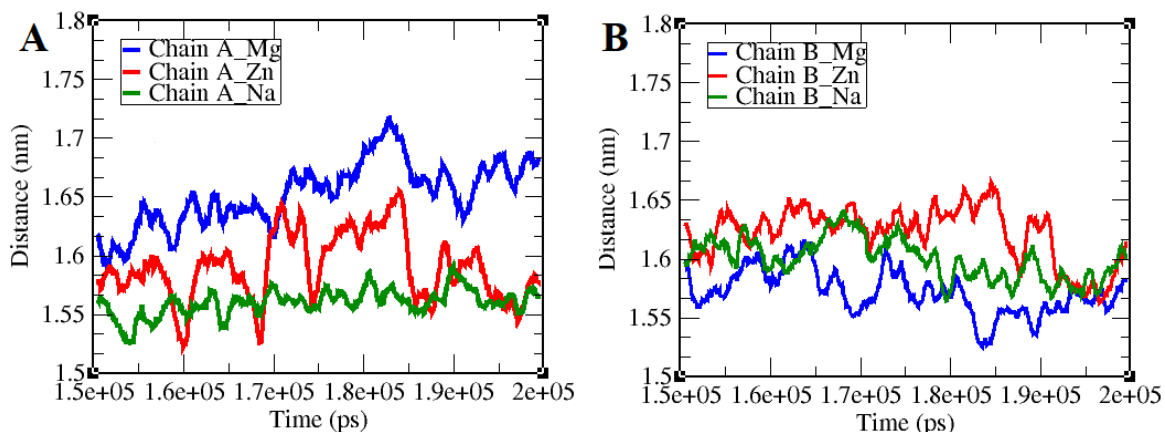 A
Chain A_Mg
Chain A_Zn
Chain A_Na
1.8
1.75
1.7
1.65
1.6
1.55
1.5
Distance (nm)
1.5e+05 1.6e+05 1.7e+05 1.8e+05 1.9e+05 2e+05
Time (ps)
B
Chain B_Mg
Chain B_Zn
Chain B_Na
1.8
1.75
1.7
1.65
1.6
1.55
1.5
Distance (nm)
1.5e+05 1.6e+05 1.7e+05 1.8e+05 1.9e+05 2e+05
Time (ps)